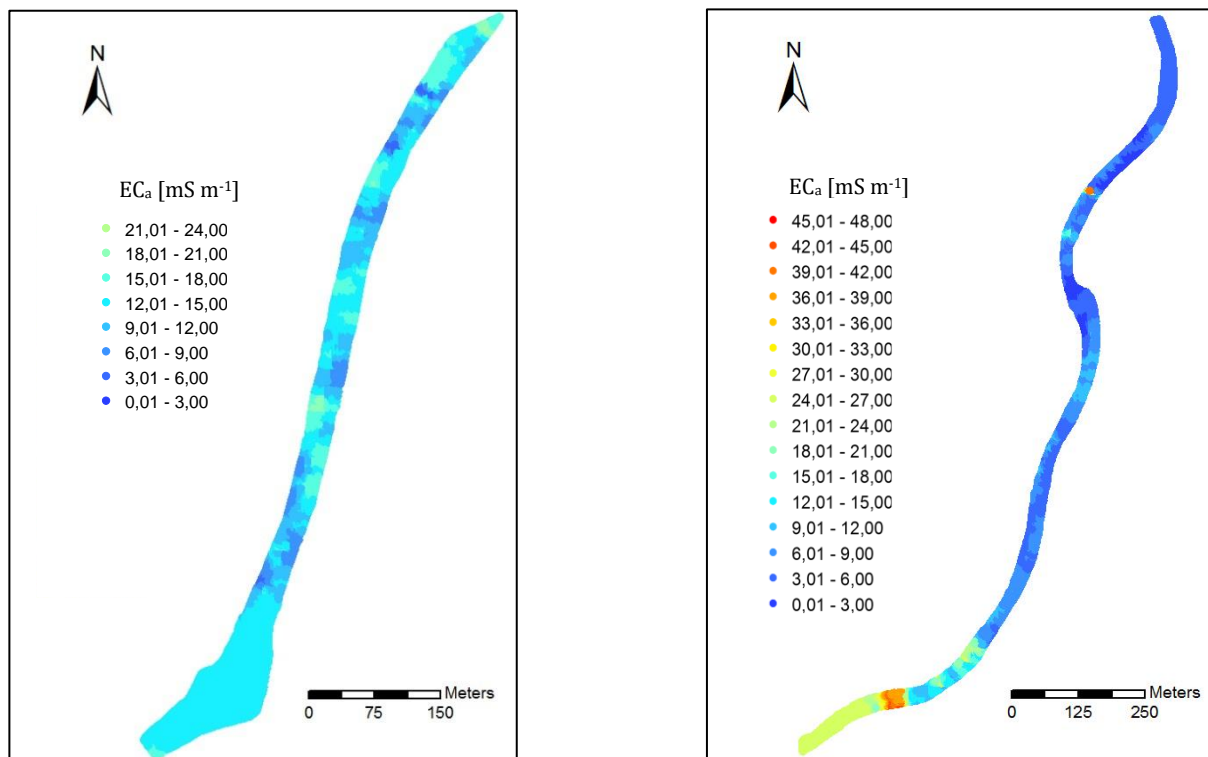 N
ECa [mS m-1]
21,01 - 24,00
18,01 - 21,00
15,01 - 18,00
12,01 - 15,00
9,01 - 12,00
6,01 - 9,00
3,01 - 6,00
0,01 - 3,00
Meters
0 75 150
N
ECa [mS m-1]
45,01 - 48,00
42,01 - 45,00
39,01 - 42,00
36,01 - 39,00
33,01 - 36,00
30,01 - 33,00
27,01 - 30,00
24,01 - 27,00
21,01 - 24,00
18,01 - 21,00
15,01 - 18,00
12,01 - 15,00
9,01 - 12,00
6,01 - 9,00
3,01 - 6,00
0,01 - 3,00
Meters
0 125 250